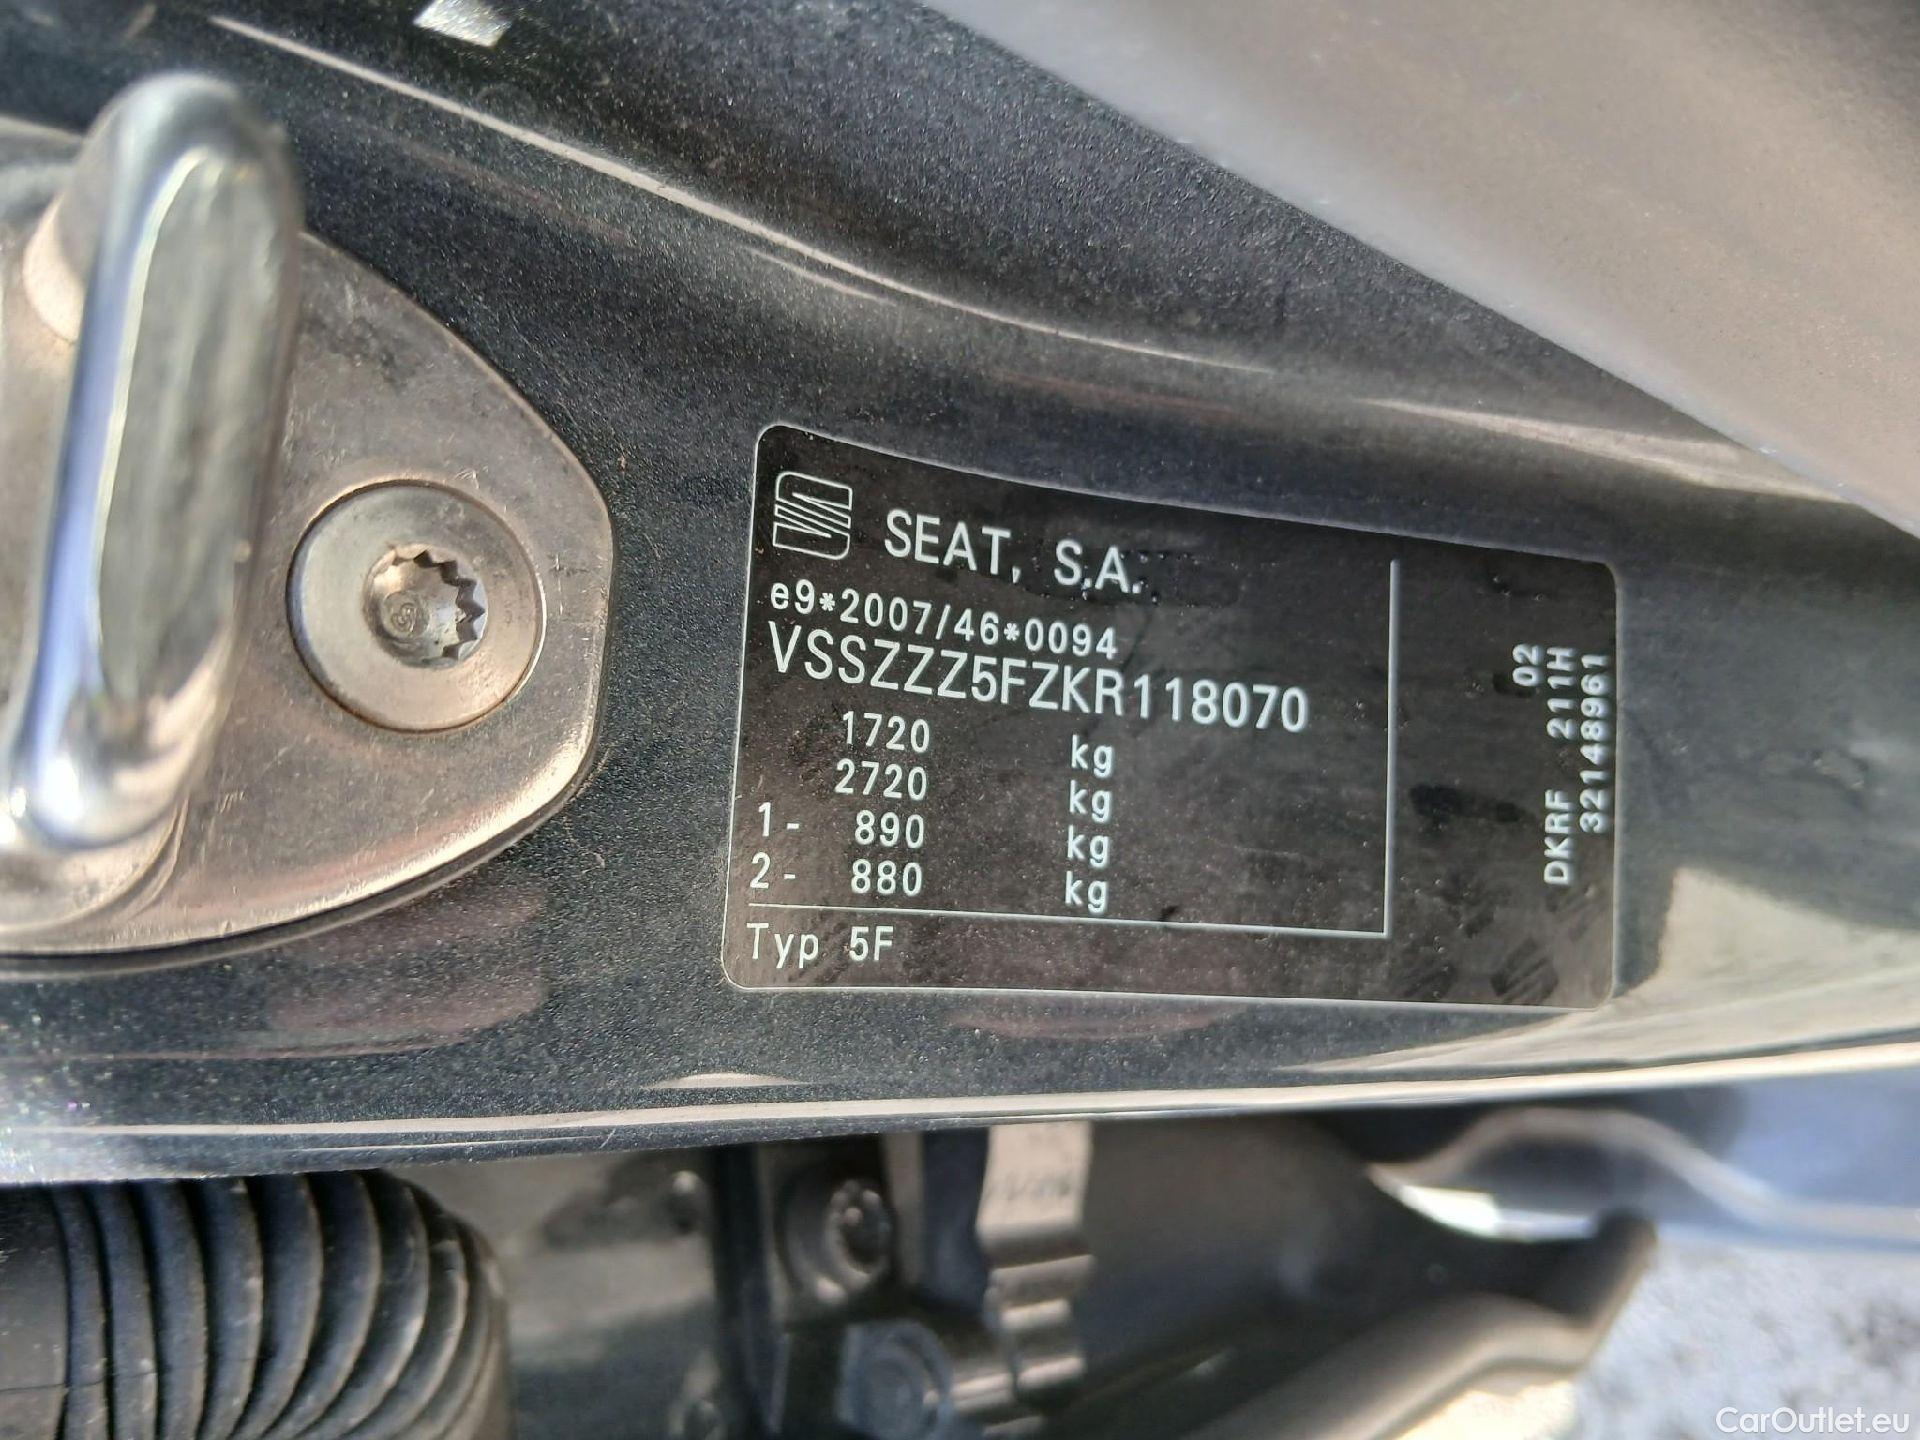 SEAT, S.A.
e9*2007/46*0094
VSSZZZ5FZKR118070
1720 kg
2720 kg
1- 890 kg
2- 880 kg
Typ 5F
02
DKRF 211H
32148961
CarOutlet.eu